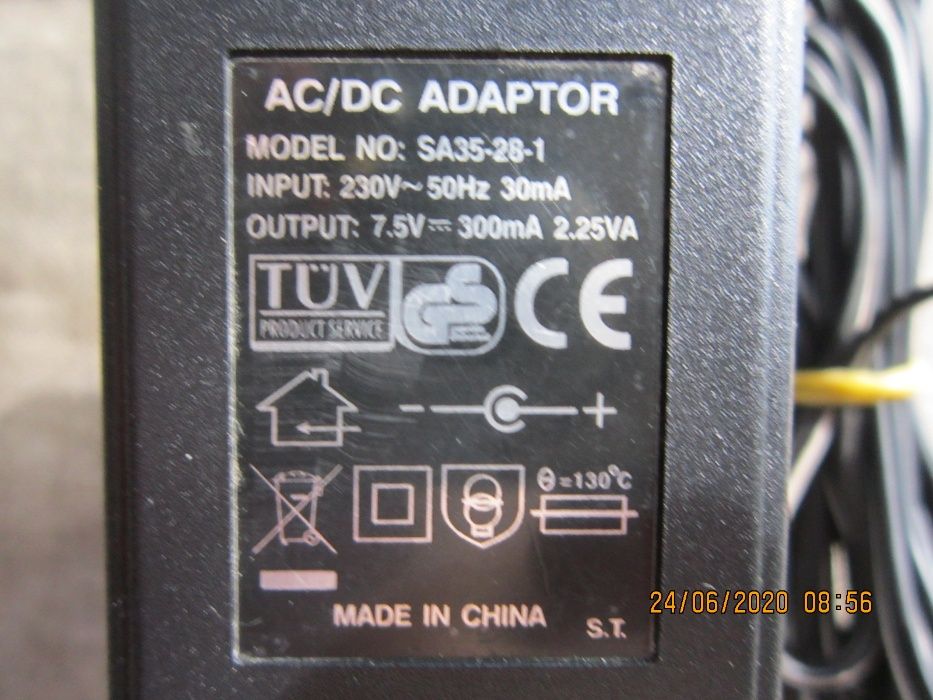 AC/DC ADAPTOR
MODEL NO: SA35-28-1
INPUT: 230V~ 50Hz 30mA
OUTPUT: 7.5V⎓ 300mA 2.25VA
TÜV
PRODUCT SERVICE
GS
CE
- +
θ=130°C
MADE IN CHINA
S.T.
24/06/2020 08:56